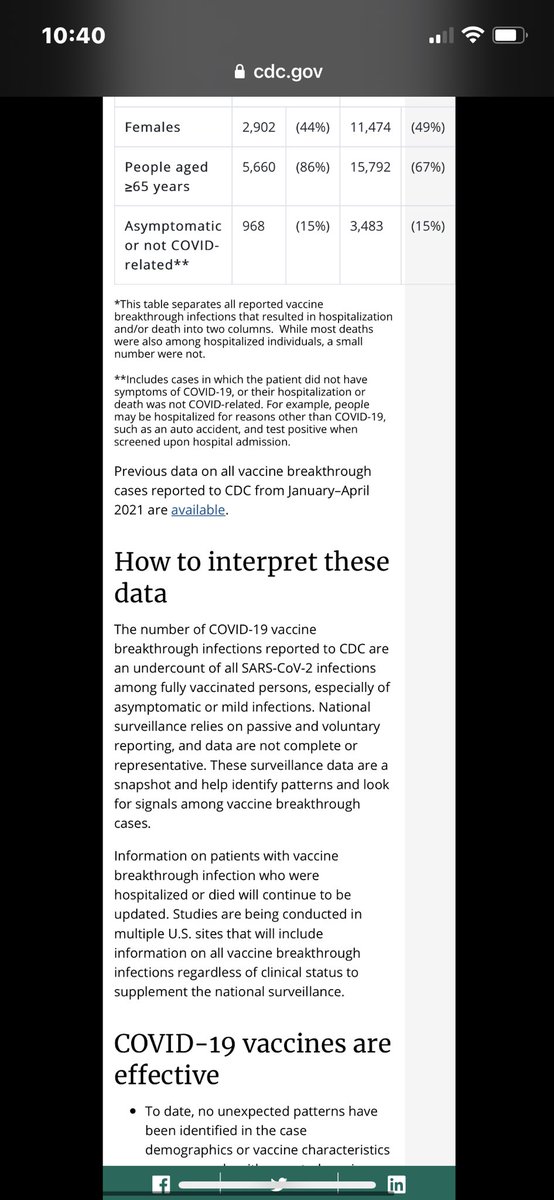 10:40
cdc.gov
Females 2,902 (44%) 11,474 (49%)
People aged 5,660 (86%) 15,792 (67%)
≥65 years
Asymptomatic 968 (15%) 3,483 (15%)
or not COVID-
related**
*This table separates all reported vaccine
breakthrough infections that resulted in hospitalization
and/or death into two columns. While most deaths
were also among hospitalized individuals, a small
number were not.
**Includes cases in which the patient did not have
symptoms of COVID-19, or their hospitalization or
death was not COVID-related. For example, people
may be hospitalized for reasons other than COVID-19,
such as an auto accident, and test positive when
screened upon hospital admission.
Previous data on all vaccine breakthrough
cases reported to CDC from January–April
2021 are available.
How to interpret these
data
The number of COVID-19 vaccine
breakthrough infections reported to CDC are
an undercount of all SARS-CoV-2 infections
among fully vaccinated persons, especially of
asymptomatic or mild infections. National
surveillance relies on passive and voluntary
reporting, and data are not complete or
representative. These surveillance data are a
snapshot and help identify patterns and look
for signals among vaccine breakthrough
cases.
Information on patients with vaccine
breakthrough infection who were
hospitalized or died will continue to be
updated. Studies are being conducted in
multiple U.S. sites that will include
information on all vaccine breakthrough
infections regardless of clinical status to
supplement the national surveillance.
COVID-19 vaccines are
effective
• To date, no unexpected patterns have
been identified in the case
demographics or vaccine characteristics